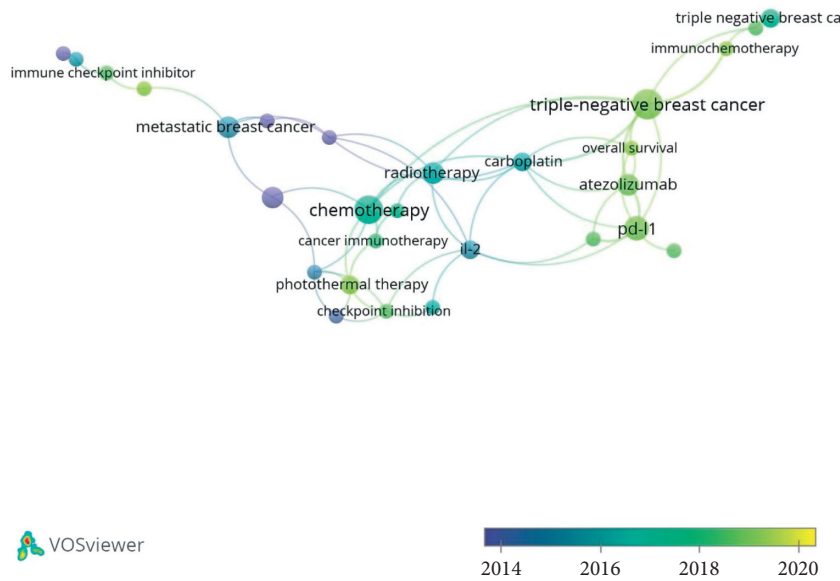 triple negative breast ca
immunochemotherapy
immune checkpoint inhibitor
triple-negative breast cancer
metastatic breast cancer
overall survival
carboplatin
radiotherapy
atezolizumab
chemotherapy
pd-l1
cancer immunotherapy
il-2
photothermal therapy
checkpoint inhibition
VOSviewer
2014 2016 2018 2020